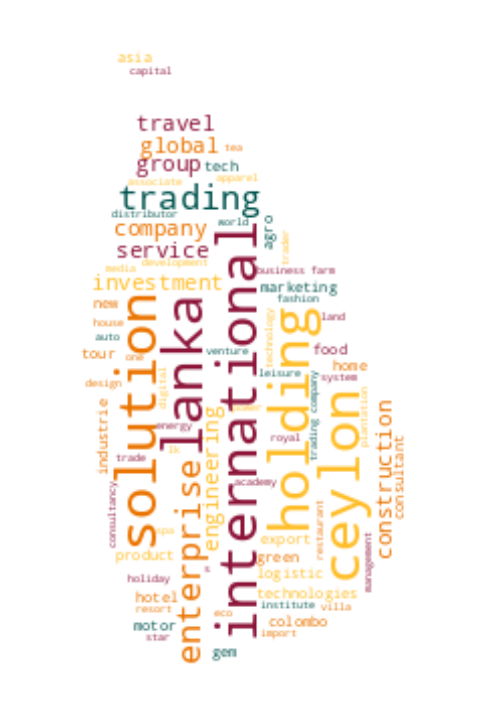 asia
capital
travel
global
tea
group
tech
associate
apparel
trading
distributor
world
agro
company
trader
service
development
media
business farm
investment
marketing
fashion
new
solution
lanka
international
holding
technology
land
house
auto
tour
one
venture
food
leisure
home
system
design
digital
power
industrie
engineering
trading company
ceylon
plantation
construction
consultant
energy
royal
lk
trade
enterprise
academy
consultancy
restaurant
spa
export
product
green
management
logistic
holiday
technologies
hotel
resort
institute
villa
eco
motor
colombo
star
import
gem